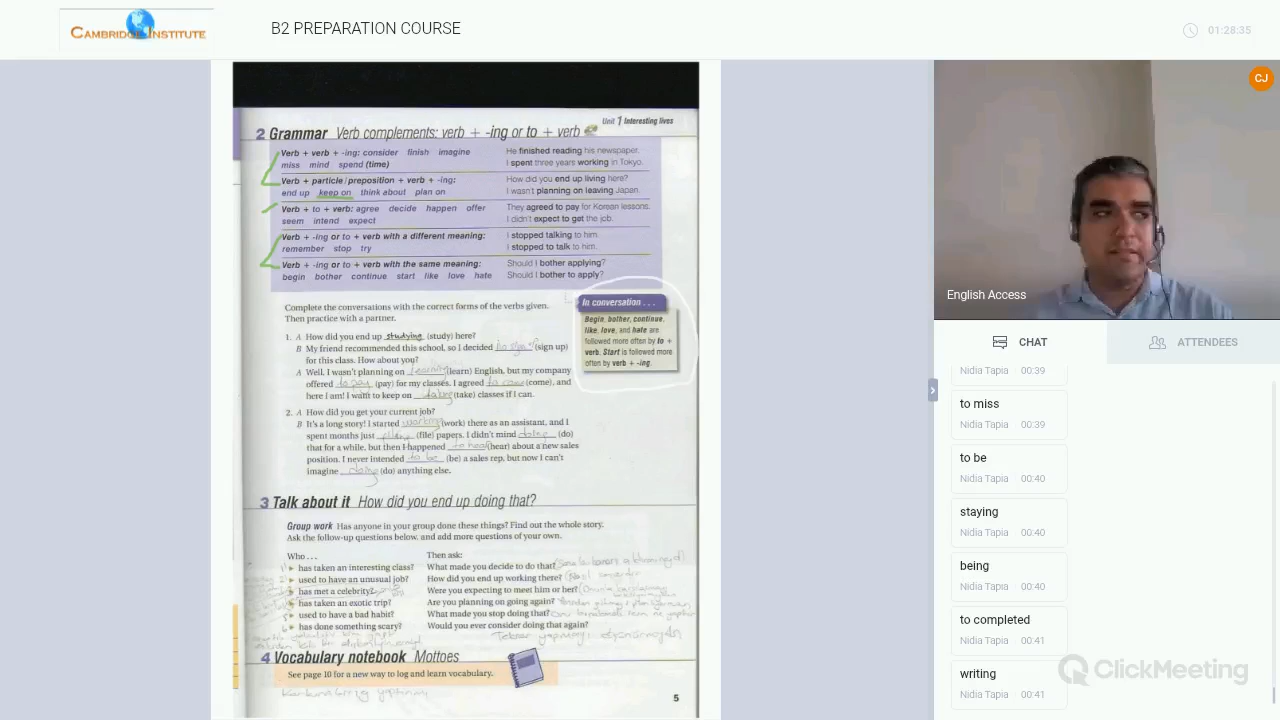 CAMBRIDGE INSTITUTE
B2 PREPARATION COURSE
01:28:35
Unit 1 Interesting lives
2 Grammar Verb complements: verb + -ing or to + verb
Verb + verb + -ing: consider finish imagine
miss mind spend (time)
He finished reading his newspaper.
I spent three years working in Tokyo.
Verb + particle/preposition + verb + -ing:
end up keep on think about plan on
How did you end up living here?
I wasn't planning on leaving Japan.
Verb + to + verb: agree decide happen offer
seem intend expect
They agreed to pay for Korean lessons.
I didn't expect to get the job.
Verb + -ing or to + verb with a different meaning:
remember stop try
I stopped talking to him.
I stopped to talk to him.
Verb + -ing or to + verb with the same meaning:
begin bother continue start like love hate
Should I bother applying?
Should I bother to apply?
Complete the conversations with the correct forms of the verbs given.
Then practice with a partner.
1. A How did you end up studying (study) here?
B My friend recommended this school, so I decided to sign (sign up)
for this class. How about you?
A Well, I wasn't planning on learning (learn) English, but my company
offered to pay (pay) for my classes. I agreed to come (come), and
here I am! I want to keep on taking (take) classes if I can.
2. A How did you get your current job?
B It's a long story! I started working (work) there as an assistant, and I
spent months just filing (file) papers. I didn't mind doing (do)
that for a while, but then I happened to hear (hear) about a new sales
position. I never intended to be (be) a sales rep, but now I can't
imagine doing (do) anything else.
In conversation . . .
Begin, bother, continue,
like, love, and hate are
followed more often by to +
verb. Start is followed more
often by verb + -ing.
3 Talk about it How did you end up doing that?
Group work Has anyone in your group done these things? Find out the whole story.
Ask the follow-up questions below, and add more questions of your own.
Who . . .
has taken an interesting class?
used to have an unusual job?
has met a celebrity?
has taken an exotic trip?
used to have a bad habit?
has done something scary?
Then ask:
What made you decide to do that?
How did you end up working there?
Were you expecting to meet him or her?
Are you planning on going again?
What made you stop doing that?
Would you ever consider doing that again?
4 Vocabulary notebook Mottoes
See page 10 for a new way to log and learn vocabulary.
5
CJ
English Access
CHAT
ATTENDEES
Nidia Tapia 00:39
to miss
Nidia Tapia 00:39
to be
Nidia Tapia 00:40
staying
Nidia Tapia 00:40
being
Nidia Tapia 00:40
to completed
Nidia Tapia 00:41
writing
Nidia Tapia 00:41
ClickMeeting